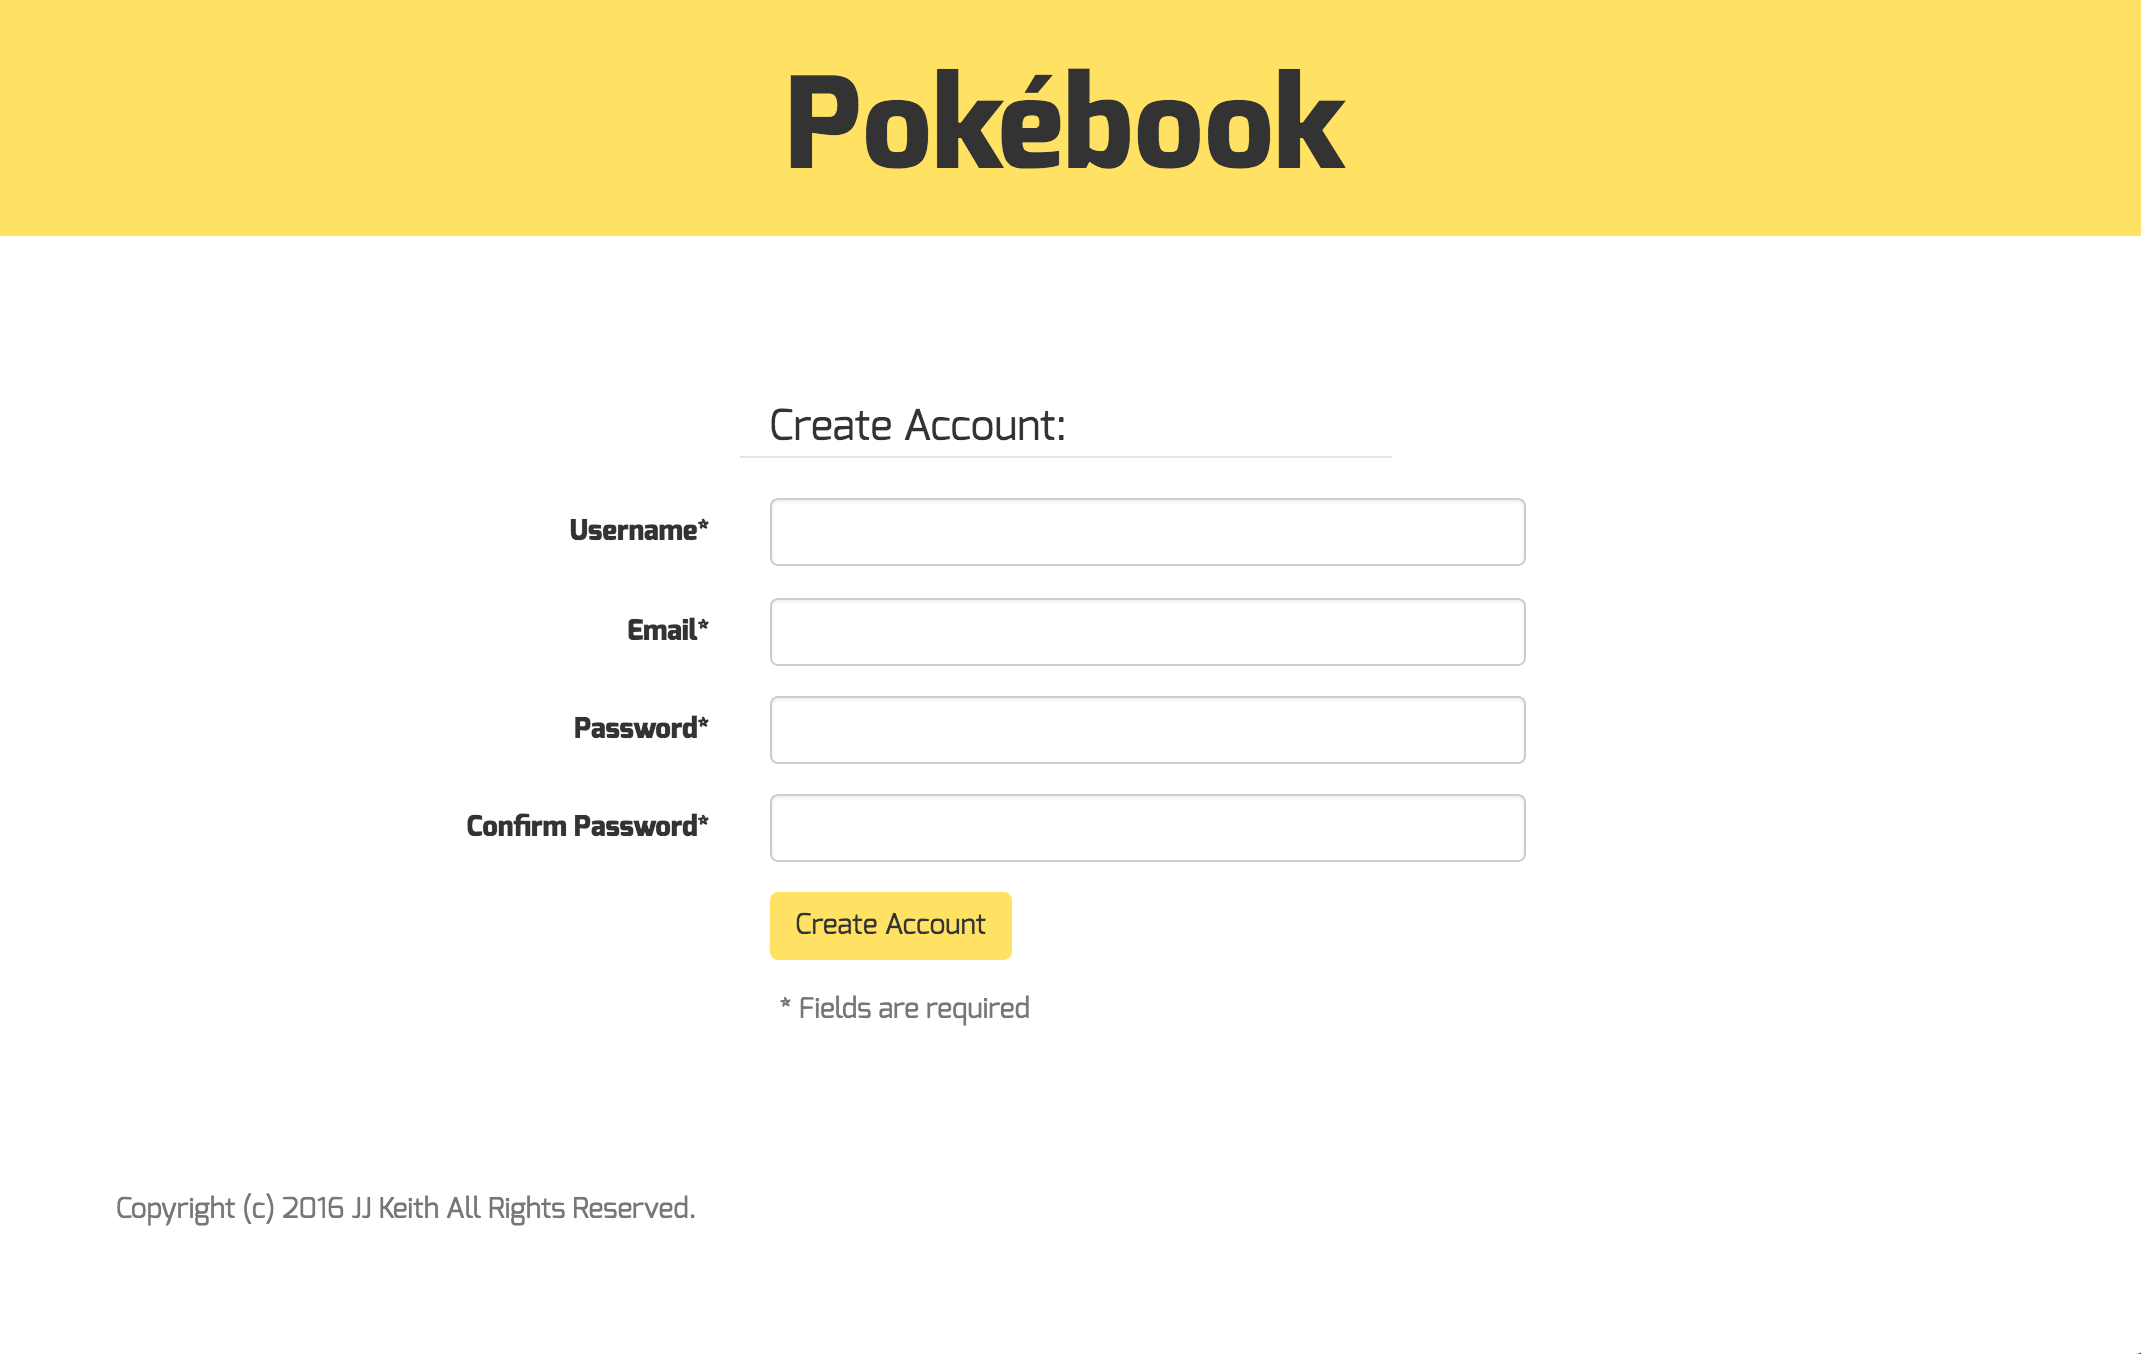 Pokébook
Create Account:
Username*
Email*
Password*
Confirm Password*
Create Account
* Fields are required
Copyright (c) 2016 JJ Keith All Rights Reserved.